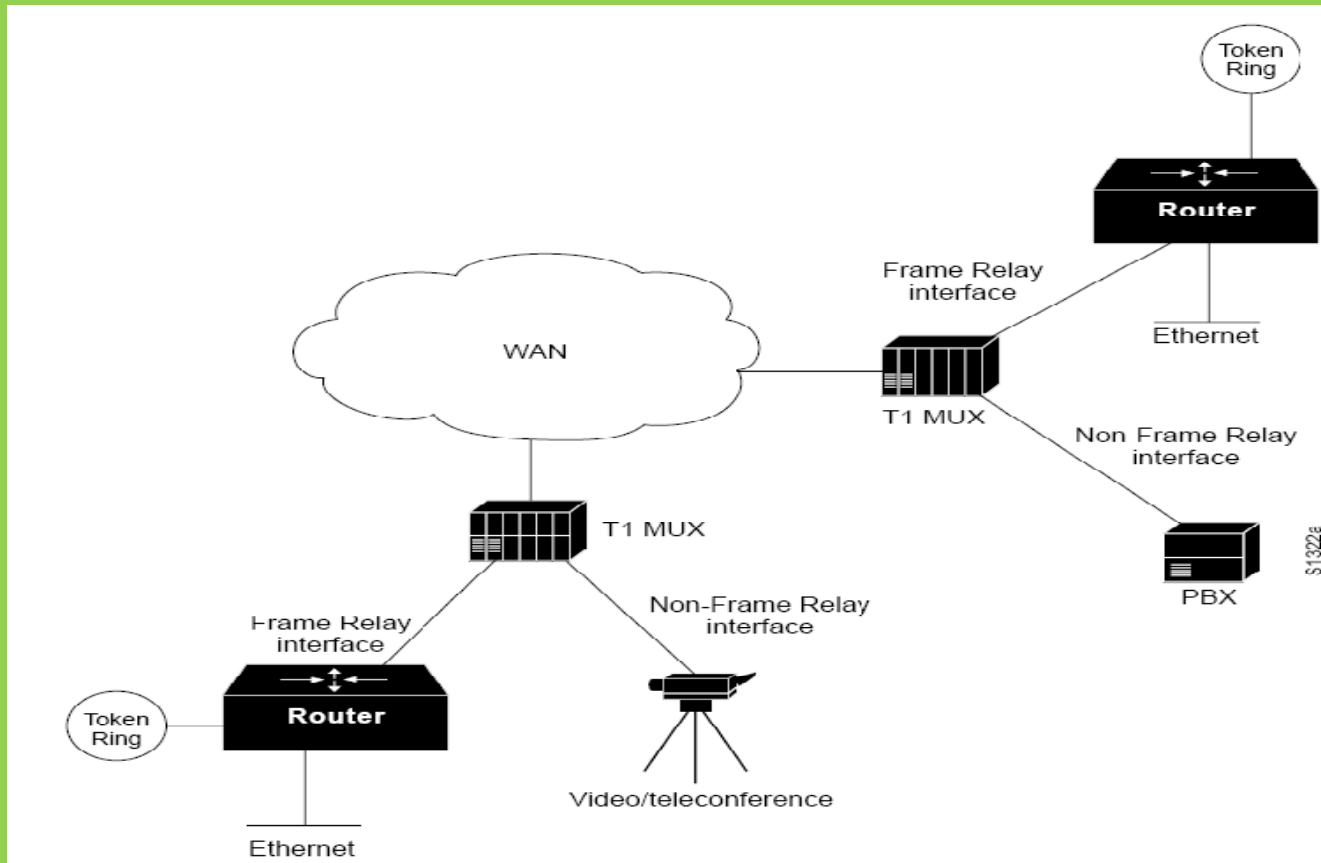 Token
Ring
Router
Frame Relay
interface
Ethernet
WAN
T1 MUX
Non Frame Relay
interface
PBX
S1322a
T1 MUX
Non-Frame Relay
interface
Frame Relay
interface
Router
Token
Ring
Video/teleconference
Ethernet